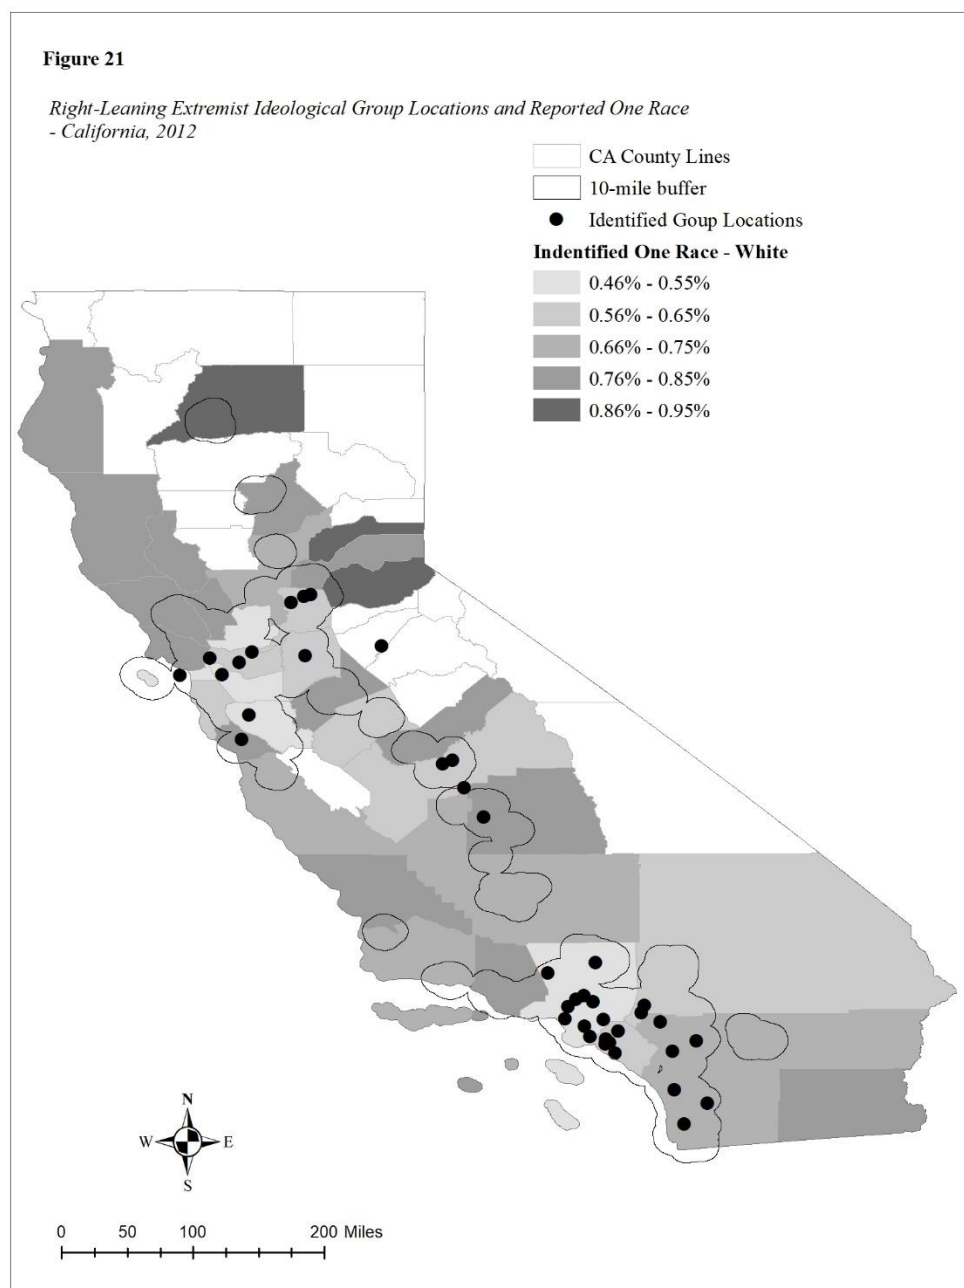 Figure 21
Right-Leaning Extremist Ideological Group Locations and Reported One Race
- California, 2012
CA County Lines
10-mile buffer
Identified Goup Locations
Indentified One Race - White
0.46% - 0.55%
0.56% - 0.65%
0.66% - 0.75%
0.76% - 0.85%
0.86% - 0.95%
N
W E
S
0 50 100 200 Miles